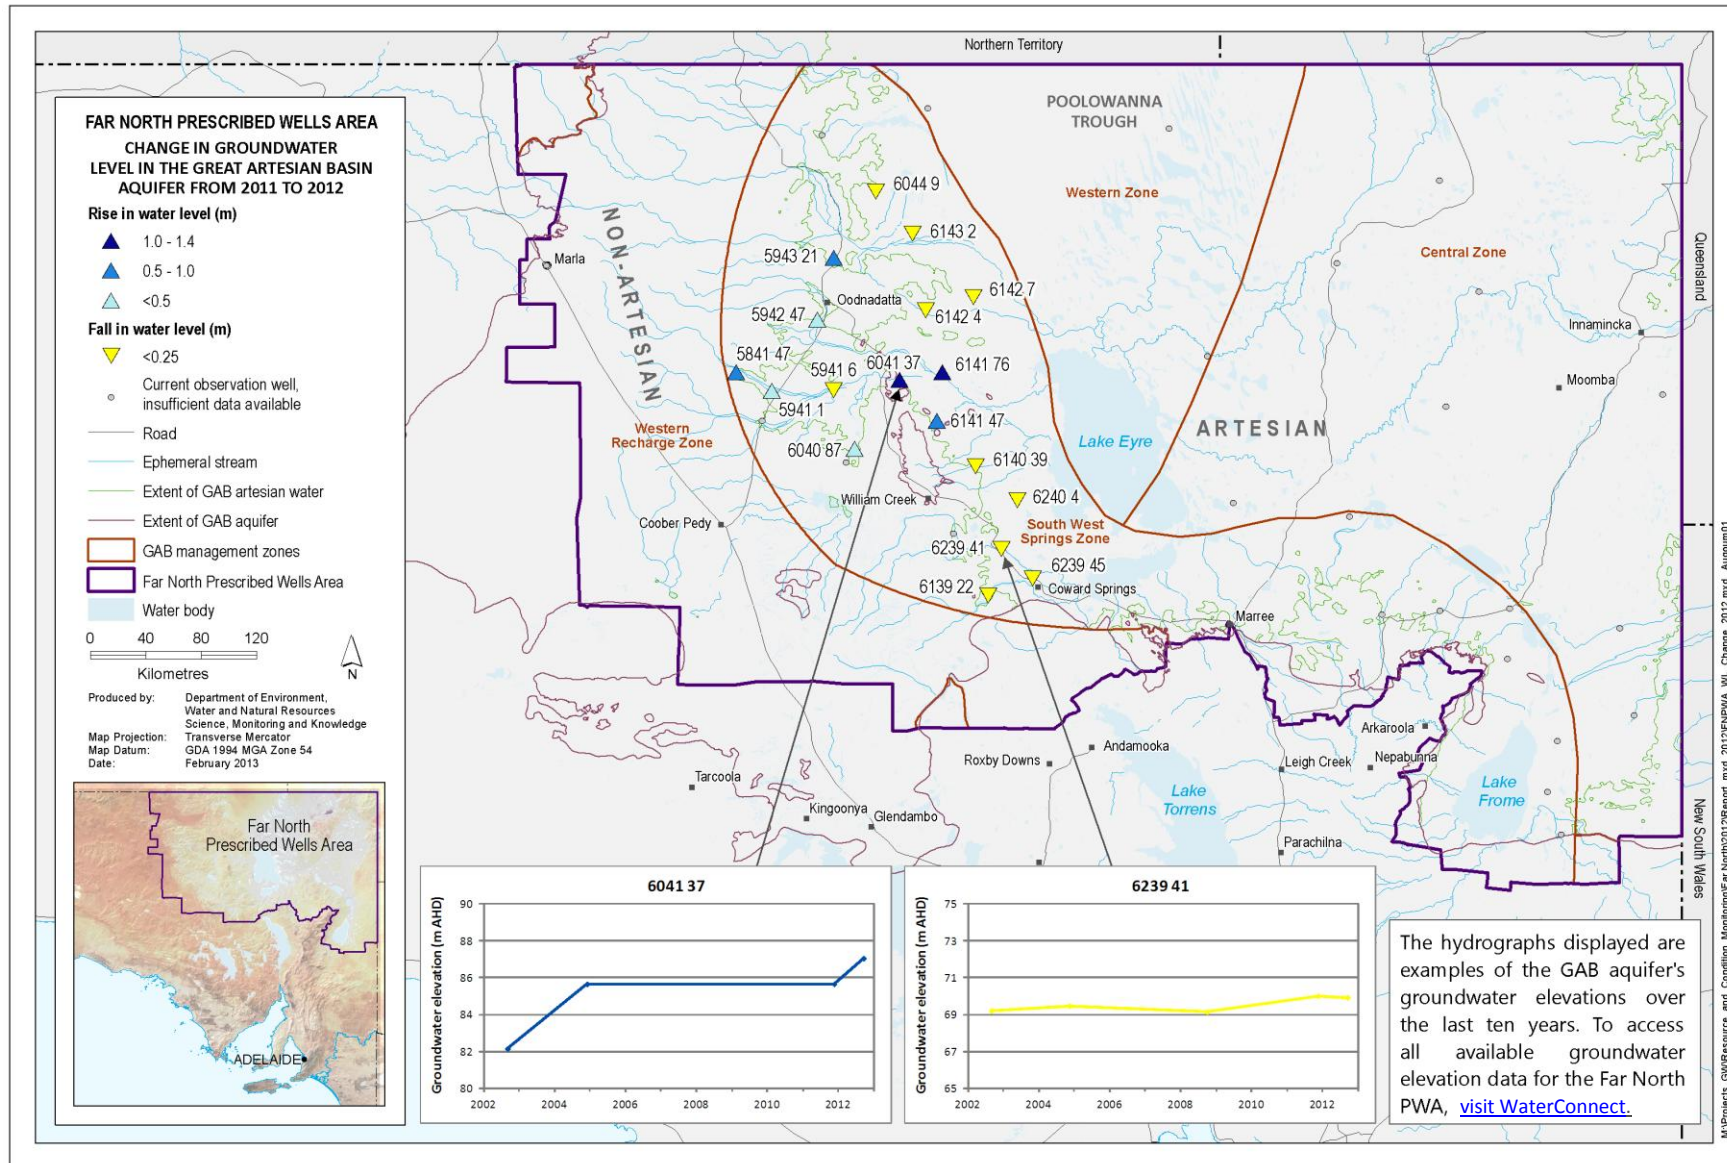 FAR NORTH PRESCRIBED WELLS AREA
CHANGE IN GROUNDWATER
LEVEL IN THE GREAT ARTESIAN BASIN
AQUIFER FROM 2011 TO 2012
Rise in water level (m)
1.0 - 1.4
0.5 - 1.0
<0.5
Fall in water level (m)
<0.25
Current observation well,
insufficient data available
Road
Ephemeral stream
Extent of GAB artesian water
Extent of GAB aquifer
GAB management zones
Far North Prescribed Wells Area
Water body
0 40 80 120
Kilometres
N
Produced by: Department of Environment,
Water and Natural Resources
Science, Monitoring and Knowledge
Map Projection: Transverse Mercator
Map Datum: GDA 1994 MGA Zone 54
Date: February 2013
Far North
Prescribed Wells Area
ADELAIDE
Northern Territory
POOLOWANNA
TROUGH
Western Zone
Central Zone
Queensland
New South Wales
NON-ARTESIAN
ARTESIAN
Marla
6044 9
6143 2
5943 21
Oodnadatta
6142 7
6142 4
5942 47
5841 47
5941 6
6041 37
6141 76
5941 1
6141 47
Western
Recharge Zone
6040 87
6140 39
Lake Eyre
William Creek
6240 4
Coober Pedy
South West
Springs Zone
6239 41
6239 45
6139 22
Coward Springs
Marree
Innamincka
Moomba
Arkaroola
Nepabunna
Leigh Creek
Andamooka
Roxby Downs
Lake
Torrens
Lake
Frome
Tarcoola
Kingoonya
Glendambo
Parachilna
6041 37
Groundwater elevation (m AHD)
90
88
86
84
82
80
2002 2004 2006 2008 2010 2012
6239 41
Groundwater elevation (m AHD)
75
73
71
69
67
65
2002 2004 2006 2008 2010 2012
The hydrographs displayed are
examples of the GAB aquifer's
groundwater elevations over
the last ten years. To access
all available groundwater
elevation data for the Far North
PWA, visit WaterConnect.